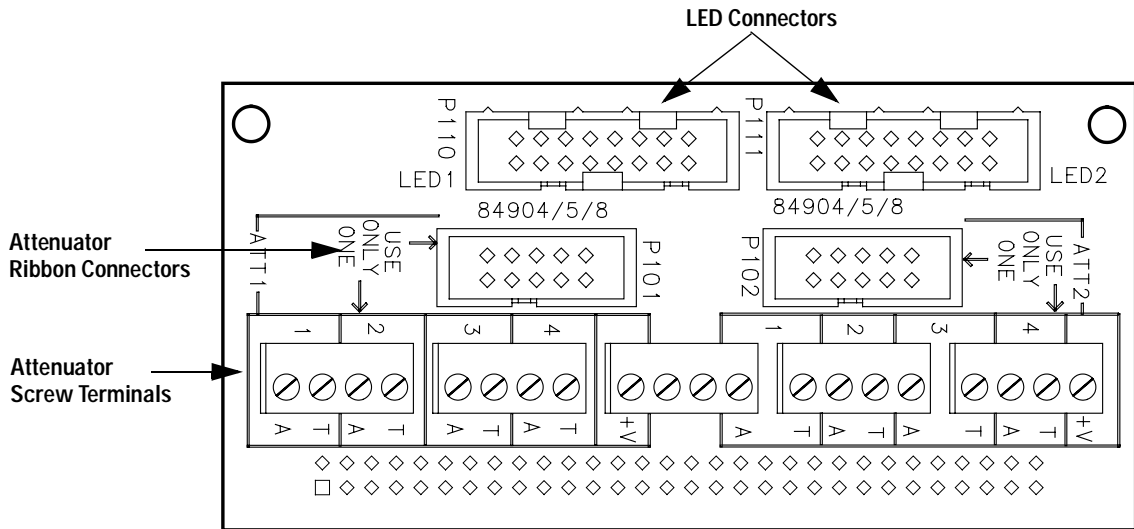 LED Connectors
P110
P111
LED1
LED2
84904/5/8
84904/5/8
Attenuator
Ribbon Connectors
ATT1
USE
ONLY
ONE
P101
P102
USE
ONLY
ONE
ATT2
1 2 3 4
1 2 3 4
Attenuator
Screw Terminals
A T A T A T A T +V
A T A T A T A T +V